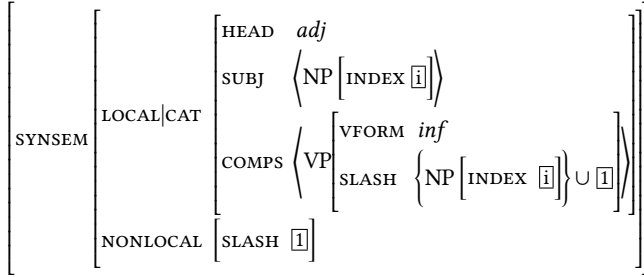 HEAD adj
SUBJ ⟨NP[INDEX i]⟩
LOCAL|CAT
VFORM inf
SYNSEM
COMPS ⟨VP[SLASH {NP[INDEX i]} ∪ 1]⟩
NONLOCAL [SLASH 1]